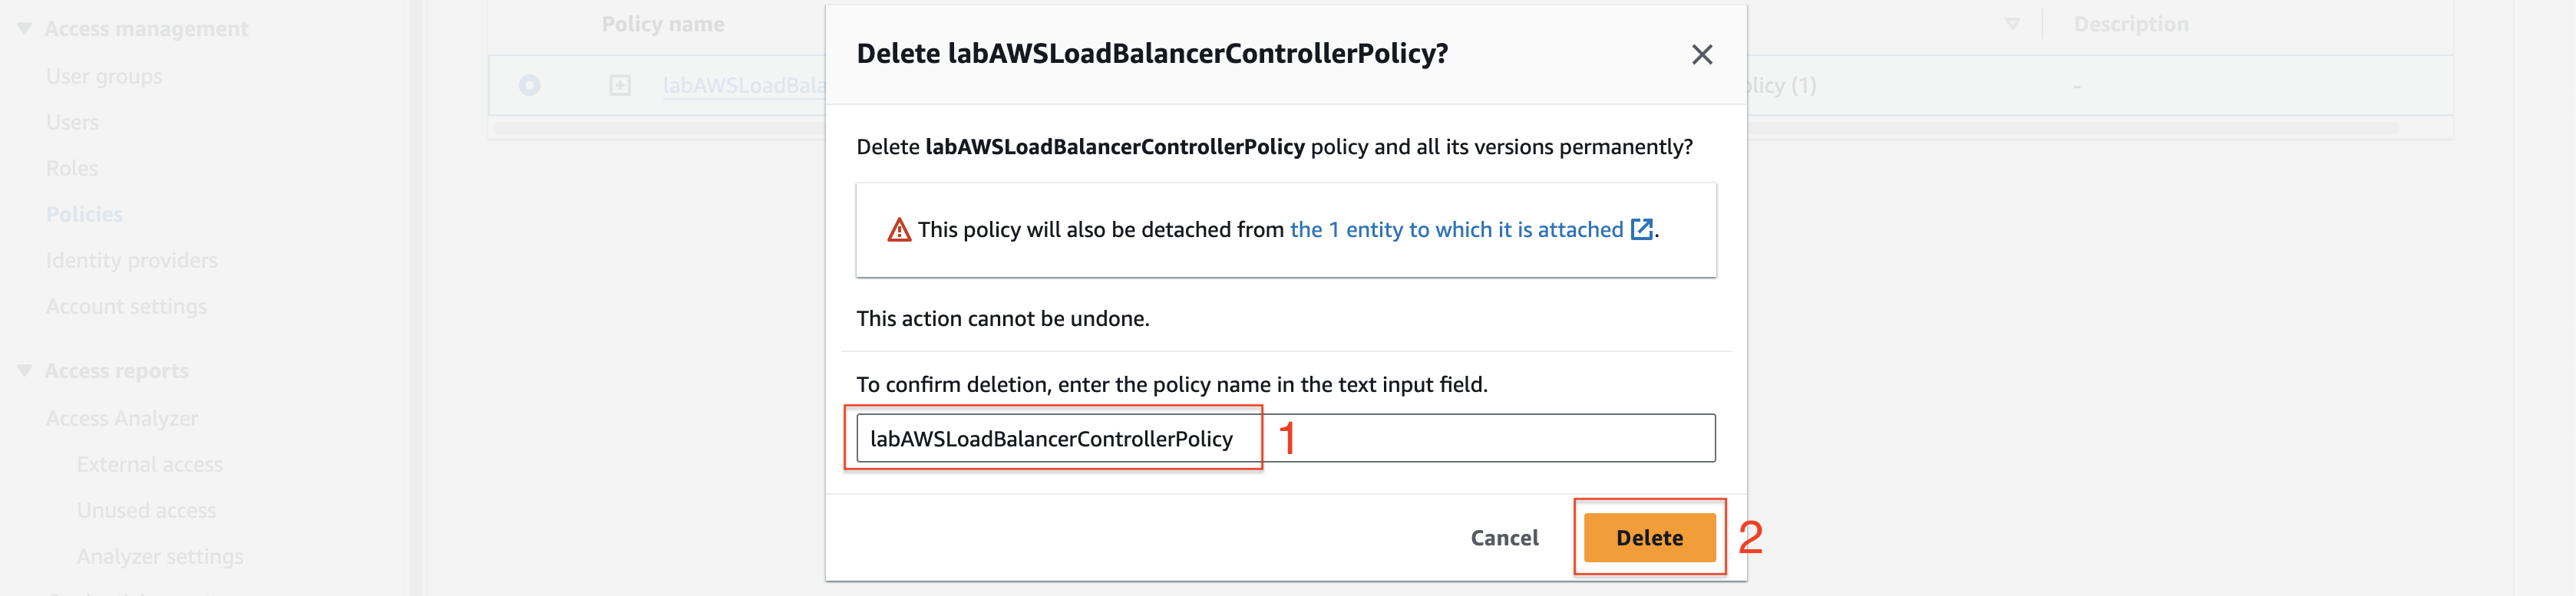 Access management
User groups
Users
Roles
Policies
Identity providers
Account settings
Access reports
Access Analyzer
External access
Unused access
Analyzer settings
Policy name
Description
labAWSLoadBala
olicy (1)
-
Delete labAWSLoadBalancerControllerPolicy?
Delete labAWSLoadBalancerControllerPolicy policy and all its versions permanently?
This policy will also be detached from the 1 entity to which it is attached.
This action cannot be undone.
To confirm deletion, enter the policy name in the text input field.
labAWSLoadBalancerControllerPolicy
1
Cancel
Delete
2